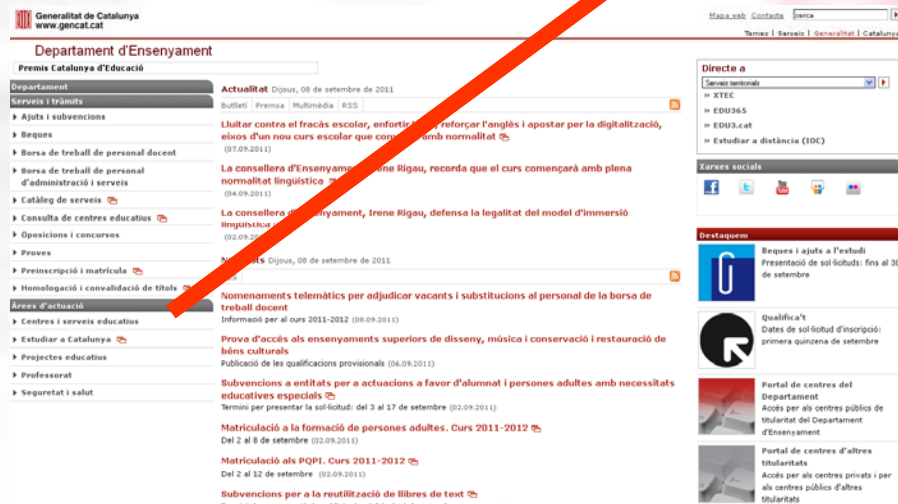 Generalitat de Catalunya
www.gencat.cat
Mapa web Contacte cerca
Temes | Serveis | Generalitat | Catalunya
Departament d'Ensenyament
Premis Catalunya d'Educació
Departament
Serveis i tràmits
Ajuts i subvencions
Beques
Borsa de treball de personal docent
Borsa de treball de personal
d'administració i serveis
Catàleg de serveis
Consulta de centres educatius
Oposicions i concursos
Proves
Preinscripció i matrícula
Homologació i convalidació de títols
Àrees d'actuació
Centres i serveis educatius
Estudiar a Catalunya
Projectes educatius
Professorat
Seguretat i salut
Actualitat Dijous, 08 de setembre de 2011
Butlletí | Premsa | Multimèdia | RSS
Lluitar contra el fracàs escolar, enfortir reforçar l'anglès i apostar per la digitalització,
eixos d'un nou curs escolar que amb normalitat
(07.09.2011)
La consellera d'Ensenyament, Irene Rigau, recorda que el curs començarà amb plena
normalitat lingüística
(04.09.2011)
La consellera d'Ensenyament, Irene Rigau, defensa la legalitat del model d'immersió
lingüística
(02.09.2011)
Dijous, 08 de setembre de 2011
Nomenaments telemàtics per adjudicar vacants i substitucions al personal de la borsa de
treball docent
Informació per al curs 2011-2012 (08.09.2011)
Prova d'accés als ensenyaments superiors de disseny, música i conservació i restauració de
béns culturals
Publicació de les qualificacions provisionals (06.09.2011)
Subvencions a entitats per a actuacions a favor d'alumnat i persones adultes amb necessitats
educatives especials
Termini per presentar la sol·licitud: del 3 al 17 de setembre (02.09.2011)
Matriculació a la formació de persones adultes. Curs 2011-2012
Del 2 al 8 de setembre (02.09.2011)
Matriculació als PQPI. Curs 2011-2012
Del 2 al 12 de setembre (02.09.2011)
Subvencions per a la reutilització de llibres de text
Directe a
Serveis territorials
» XTEC
» EDU365
» EDU3.cat
» Estudiar a distància (IOC)
Xarxes socials
Destaquem
Beques i ajuts a l'estudi
Presentació de sol·licituds: fins al 30
de setembre
Qualifica't
Dates de sol·licitud d'inscripció:
primera quinzena de setembre
Portal de centres del
Departament
Accés per als centres públics de
titularitat del Departament
d'Ensenyament
Portal de centres d'altres
titularitats
Accés per als centres privats i per
als centres públics d'altres
titularitats